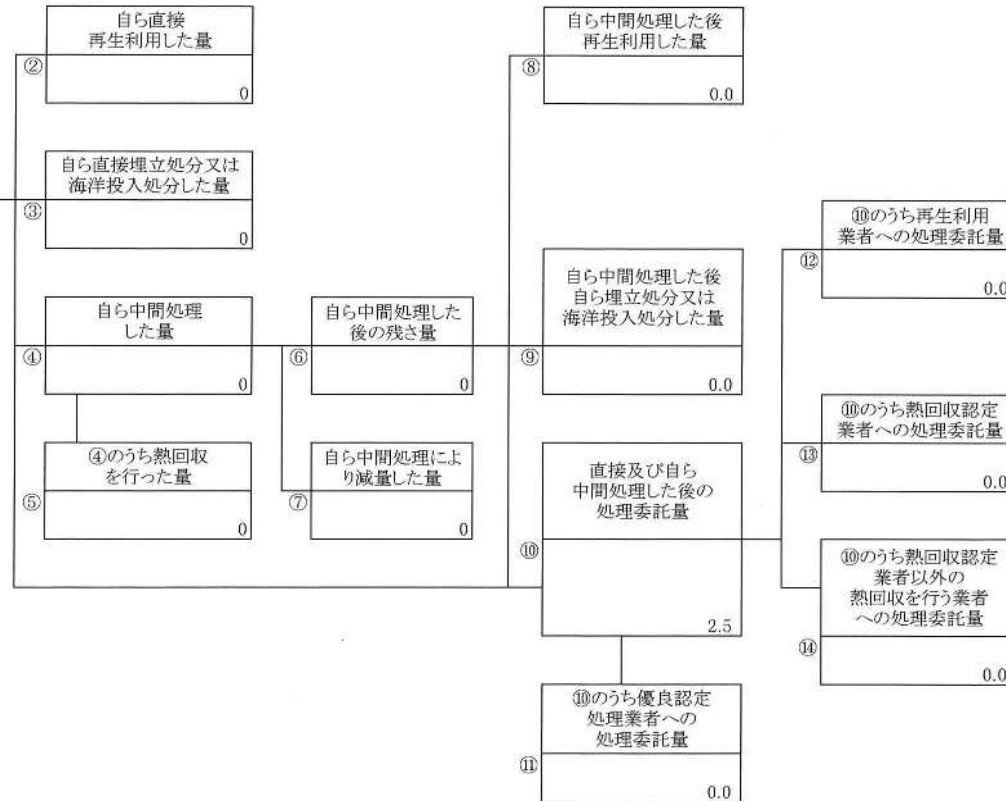 自ら直接
再生利用した量
②
0
自ら直接埋立処分又は
海洋投入処分した量
③
0
自ら中間処理
した量
④
0
④のうち熱回収
を行った量
⑤
0
自ら中間処理した
後の残さ量
⑥
0
自ら中間処理によ
り減量した量
⑦
0
自ら中間処理した後
再生利用した量
⑧
0.0
自ら中間処理した後
自ら埋立処分又は
海洋投入処分した量
⑨
0.0
直接及び自ら
中間処理した後の
処理委託量
⑩
2.5
⑩のうち優良認定
処理業者への
処理委託量
⑪
0.0
⑩のうち再生利用
業者への処理委託量
⑫
0.0
⑩のうち熱回収認定
業者への処理委託量
⑬
0.0
⑩のうち熱回収認定
業者以外の
熱回収を行う業者
への処理委託量
⑭
0.0